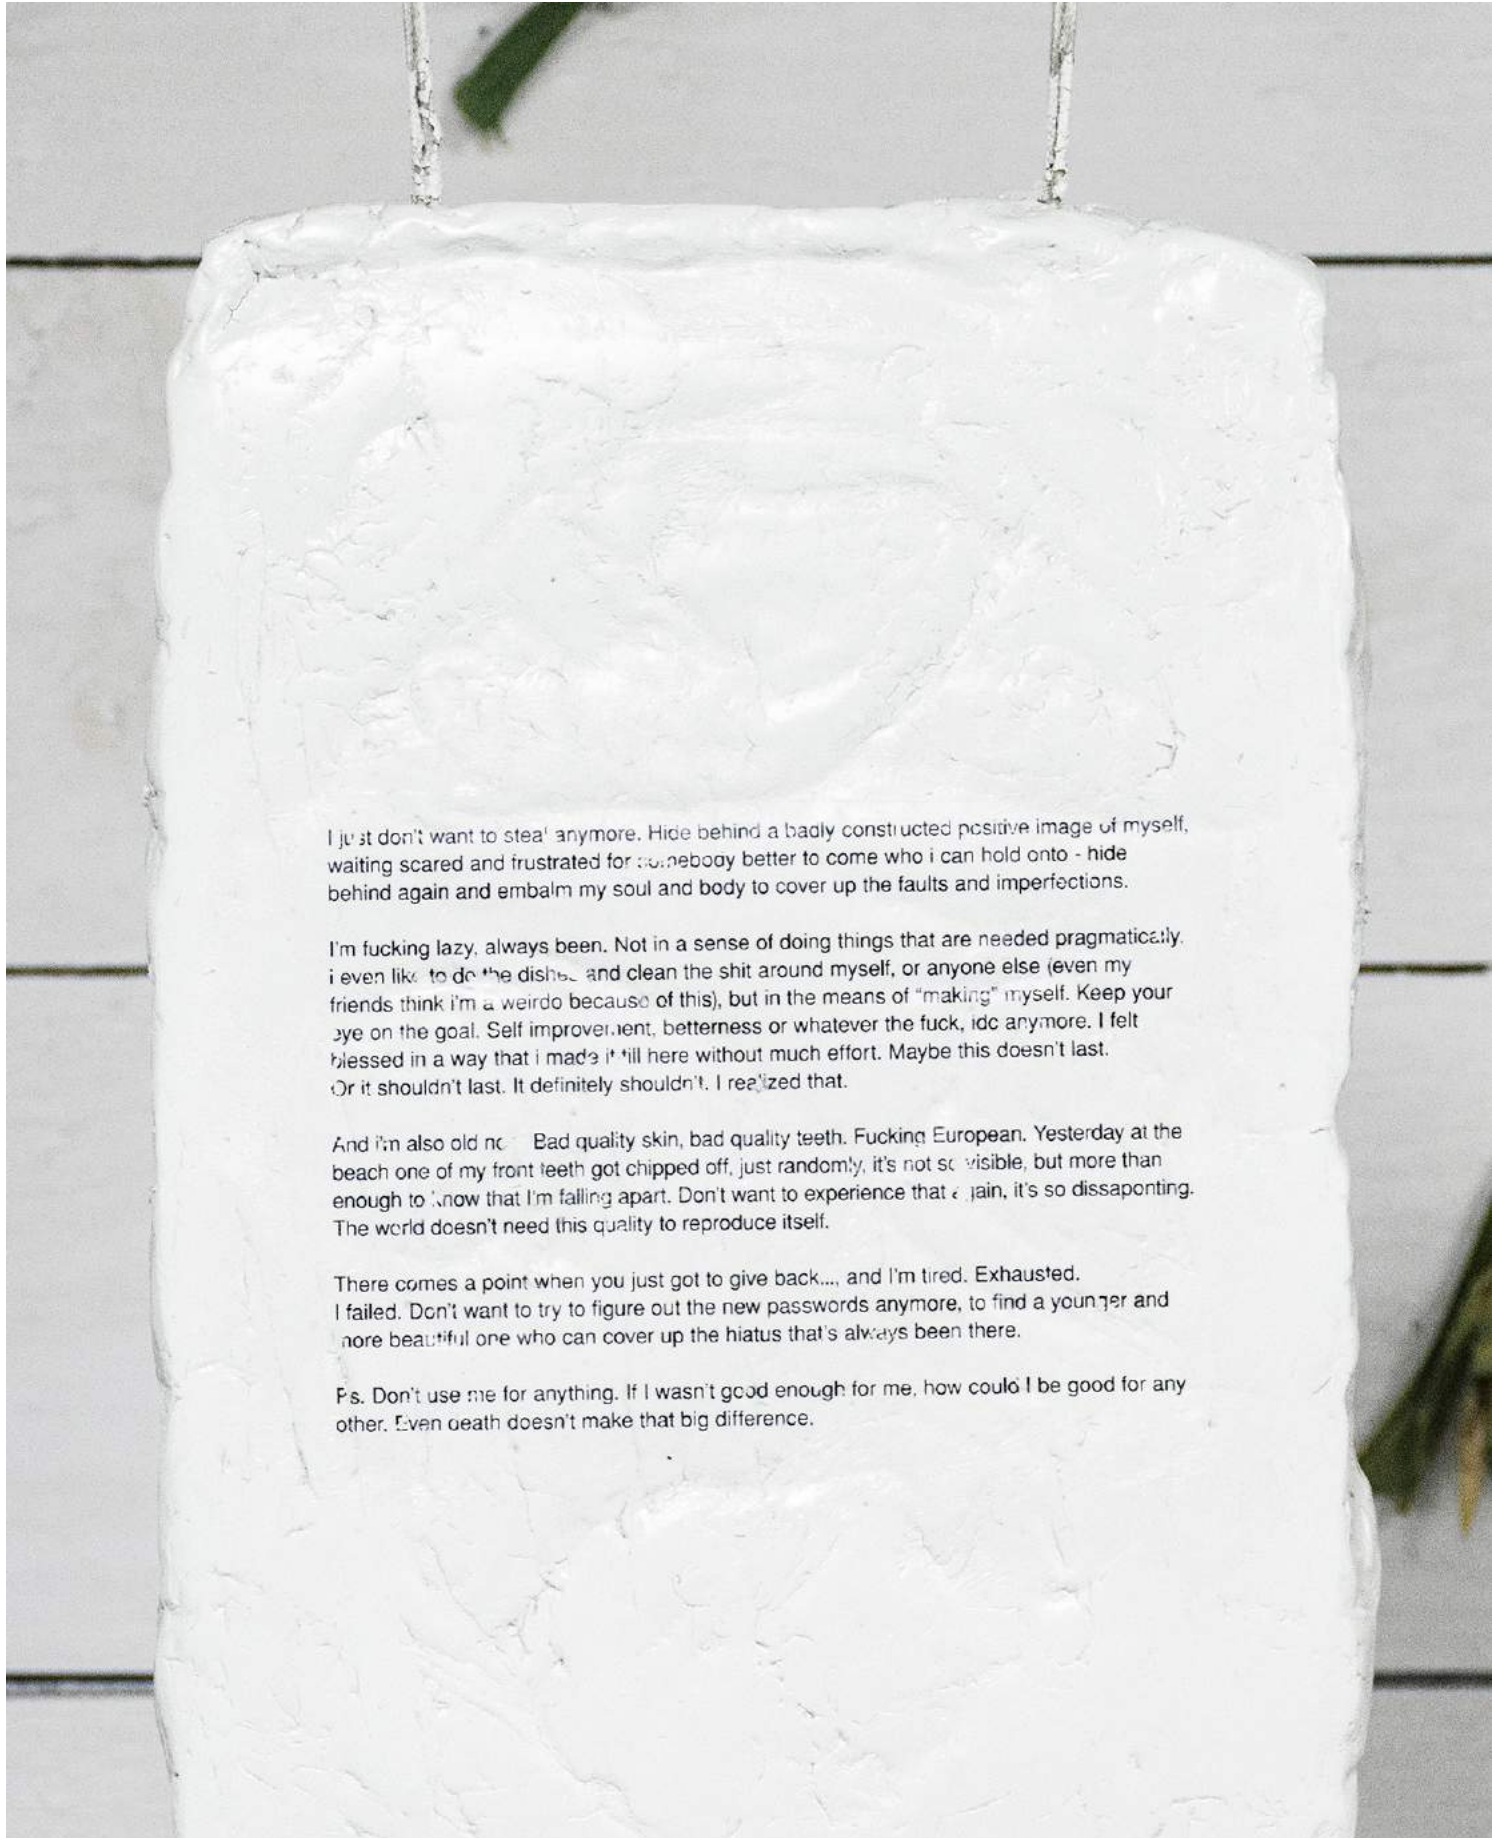 I just don't want to steal anymore. Hide behind a badly constructed positive image of myself,
waiting scared and frustrated for somebody better to come who i can hold onto - hide
behind again and embalm my soul and body to cover up the faults and imperfections.
I'm fucking lazy, always been. Not in a sense of doing things that are needed pragmatically.
i even like to do the dishes and clean the shit around myself, or anyone else (even my
friends think i'm a weirdo because of this), but in the means of “making” myself. Keep your
eye on the goal. Self improvement, betterness or whatever the fuck, idc anymore. I felt
blessed in a way that i made it till here without much effort. Maybe this doesn't last.
Or it shouldn't last. It definitely shouldn't. I realized that.
And i'm also old Bad quality skin, bad quality teeth. Fucking European. Yesterday at the
beach one of my front teeth got chipped off, just randomly, it's not so visible, but more than
enough to know that I'm falling apart. Don't want to experience that again, it's so dissaponting.
The world doesn't need this quality to reproduce itself.
There comes a point when you just got to give back..., and I'm tired. Exhausted.
I failed. Don't want to try to figure out the new passwords anymore, to find a younger and
more beautiful one who can cover up the hiatus that's always been there.
Ps. Don't use me for anything. If I wasn't good enough for me, how could I be good for any
other. Even death doesn't make that big difference.